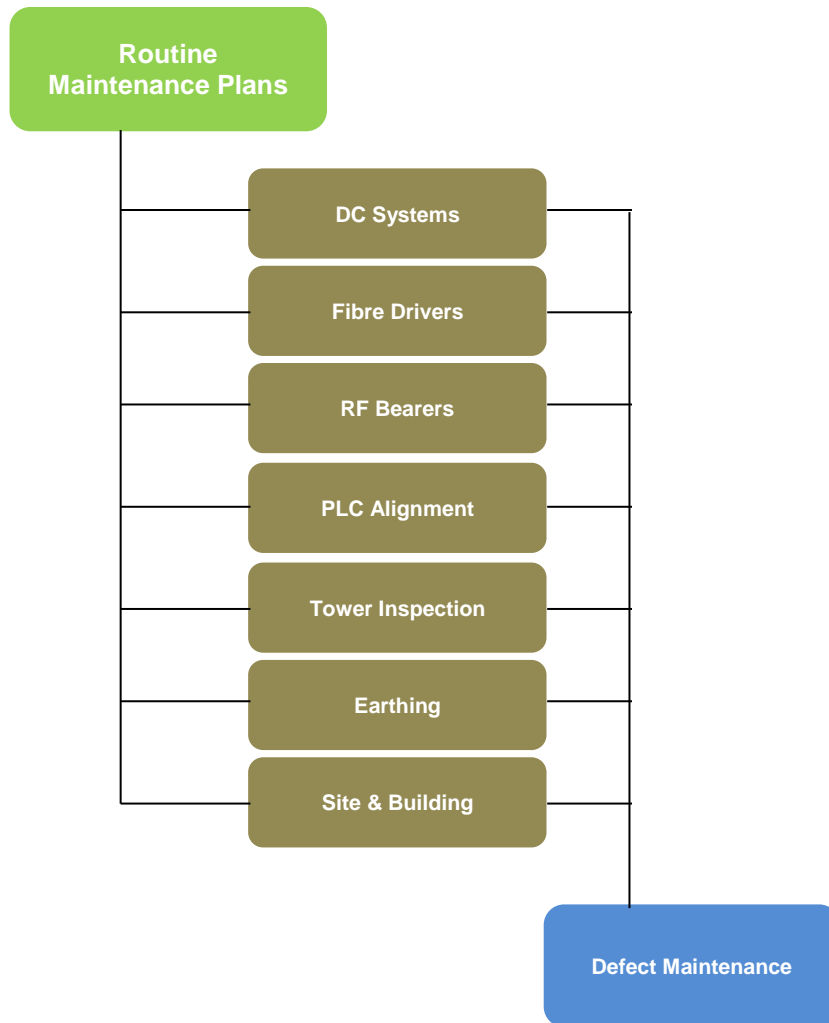 Routine
Maintenance Plans
DC Systems
Fibre Drivers
RF Bearers
PLC Alignment
Tower Inspection
Earthing
Site & Building
Defect Maintenance